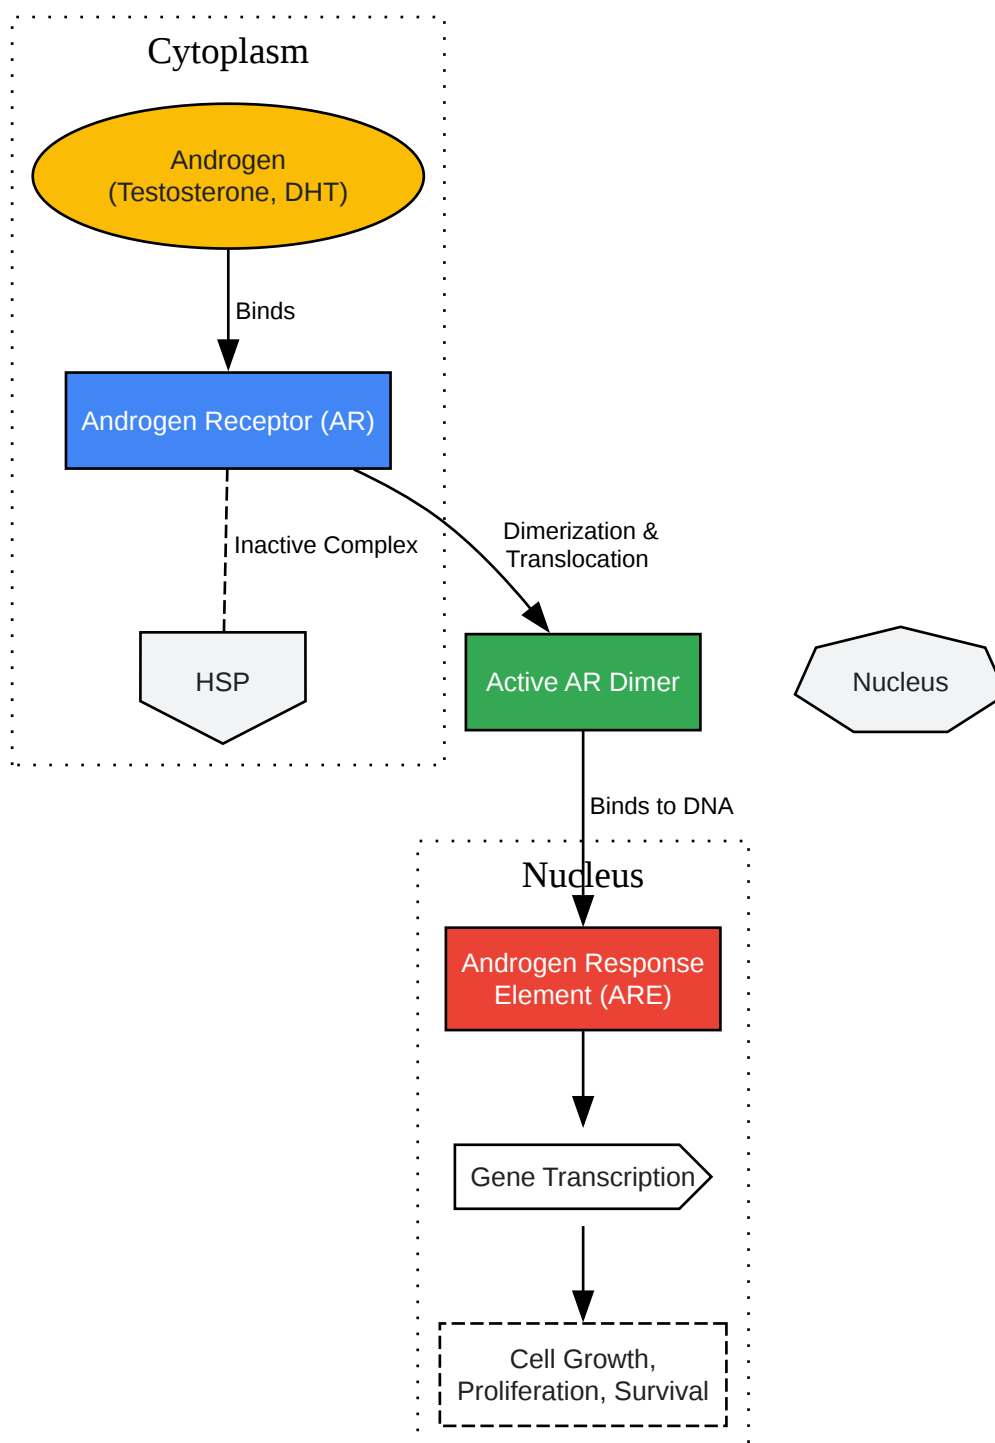 Cytoplasm
Androgen
(Testosterone, DHT)
Binds
Androgen Receptor (AR)
Inactive Complex
Dimerization &
Translocation
HSP
Active AR Dimer
Nucleus
Binds to DNA
Nucleus
Androgen Response
Element (ARE)
Gene Transcription
Cell Growth,
Proliferation, Survival